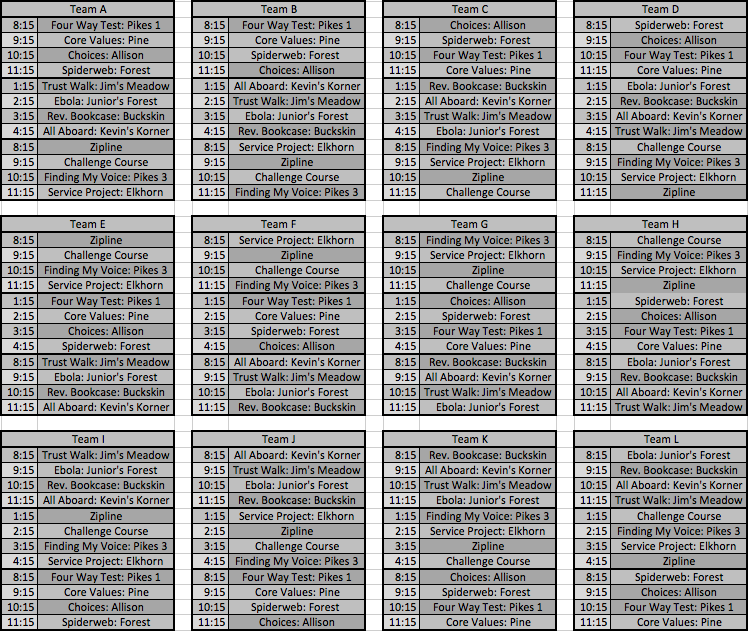 Team A
8:15 Four Way Test: Pikes 1
9:15 Core Values: Pine
10:15 Choices: Allison
11:15 Spiderweb: Forest
1:15 Trust Walk: Jim's Meadow
2:15 Ebola: Junior's Forest
3:15 Rev. Bookcase: Buckskin
4:15 All Aboard: Kevin's Korner
8:15 Zipline
9:15 Challenge Course
10:15 Finding My Voice: Pikes 3
11:15 Service Project: Elkhorn
Team B
8:15 Four Way Test: Pikes 1
9:15 Core Values: Pine
10:15 Spiderweb: Forest
11:15 Choices: Allison
1:15 All Aboard: Kevin's Korner
2:15 Trust Walk: Jim's Meadow
3:15 Ebola: Junior's Forest
4:15 Rev. Bookcase: Buckskin
8:15 Service Project: Elkhorn
9:15 Zipline
10:15 Challenge Course
11:15 Finding My Voice: Pikes 3
Team C
8:15 Choices: Allison
9:15 Spiderweb: Forest
10:15 Four Way Test: Pikes 1
11:15 Core Values: Pine
1:15 Rev. Bookcase: Buckskin
2:15 All Aboard: Kevin's Korner
3:15 Trust Walk: Jim's Meadow
4:15 Ebola: Junior's Forest
8:15 Finding My Voice: Pikes 3
9:15 Service Project: Elkhorn
10:15 Zipline
11:15 Challenge Course
Team D
8:15 Spiderweb: Forest
9:15 Choices: Allison
10:15 Four Way Test: Pikes 1
11:15 Core Values: Pine
1:15 Ebola: Junior's Forest
2:15 Rev. Bookcase: Buckskin
3:15 All Aboard: Kevin's Korner
4:15 Trust Walk: Jim's Meadow
8:15 Challenge Course
9:15 Finding My Voice: Pikes 3
10:15 Service Project: Elkhorn
11:15 Zipline
Team E
8:15 Zipline
9:15 Challenge Course
10:15 Finding My Voice: Pikes 3
11:15 Service Project: Elkhorn
1:15 Four Way Test: Pikes 1
2:15 Core Values: Pine
3:15 Choices: Allison
4:15 Spiderweb: Forest
8:15 Trust Walk: Jim's Meadow
9:15 Ebola: Junior's Forest
10:15 Rev. Bookcase: Buckskin
11:15 All Aboard: Kevin's Korner
Team F
8:15 Service Project: Elkhorn
9:15 Zipline
10:15 Challenge Course
11:15 Finding My Voice: Pikes 3
1:15 Four Way Test: Pikes 1
2:15 Core Values: Pine
3:15 Spiderweb: Forest
4:15 Choices: Allison
8:15 All Aboard: Kevin's Korner
9:15 Trust Walk: Jim's Meadow
10:15 Ebola: Junior's Forest
11:15 Rev. Bookcase: Buckskin
Team G
8:15 Finding My Voice: Pikes 3
9:15 Service Project: Elkhorn
10:15 Zipline
11:15 Challenge Course
1:15 Choices: Allison
2:15 Spiderweb: Forest
3:15 Four Way Test: Pikes 1
4:15 Core Values: Pine
8:15 Rev. Bookcase: Buckskin
9:15 All Aboard: Kevin's Korner
10:15 Trust Walk: Jim's Meadow
11:15 Ebola: Junior's Forest
Team H
8:15 Challenge Course
9:15 Finding My Voice: Pikes 3
10:15 Service Project: Elkhorn
11:15 Zipline
1:15 Spiderweb: Forest
2:15 Choices: Allison
3:15 Four Way Test: Pikes 1
4:15 Core Values: Pine
8:15 Ebola: Junior's Forest
9:15 Rev. Bookcase: Buckskin
10:15 All Aboard: Kevin's Korner
11:15 Trust Walk: Jim's Meadow
Team I
8:15 Trust Walk: Jim's Meadow
9:15 Ebola: Junior's Forest
10:15 Rev. Bookcase: Buckskin
11:15 All Aboard: Kevin's Korner
1:15 Zipline
2:15 Challenge Course
3:15 Finding My Voice: Pikes 3
4:15 Service Project: Elkhorn
8:15 Four Way Test: Pikes 1
9:15 Core Values: Pine
10:15 Choices: Allison
11:15 Spiderweb: Forest
Team J
8:15 All Aboard: Kevin's Korner
9:15 Trust Walk: Jim's Meadow
10:15 Ebola: Junior's Forest
11:15 Rev. Bookcase: Buckskin
1:15 Service Project: Elkhorn
2:15 Zipline
3:15 Challenge Course
4:15 Finding My Voice: Pikes 3
8:15 Four Way Test: Pikes 1
9:15 Core Values: Pine
10:15 Spiderweb: Forest
11:15 Choices: Allison
Team K
8:15 Rev. Bookcase: Buckskin
9:15 All Aboard: Kevin's Korner
10:15 Trust Walk: Jim's Meadow
11:15 Ebola: Junior's Forest
1:15 Finding My Voice: Pikes 3
2:15 Service Project: Elkhorn
3:15 Zipline
4:15 Challenge Course
8:15 Choices: Allison
9:15 Spiderweb: Forest
10:15 Four Way Test: Pikes 1
11:15 Core Values: Pine
Team L
8:15 Ebola: Junior's Forest
9:15 Rev. Bookcase: Buckskin
10:15 All Aboard: Kevin's Korner
11:15 Trust Walk: Jim's Meadow
1:15 Challenge Course
2:15 Finding My Voice: Pikes 3
3:15 Service Project: Elkhorn
4:15 Zipline
8:15 Spiderweb: Forest
9:15 Choices: Allison
10:15 Four Way Test: Pikes 1
11:15 Core Values: Pine